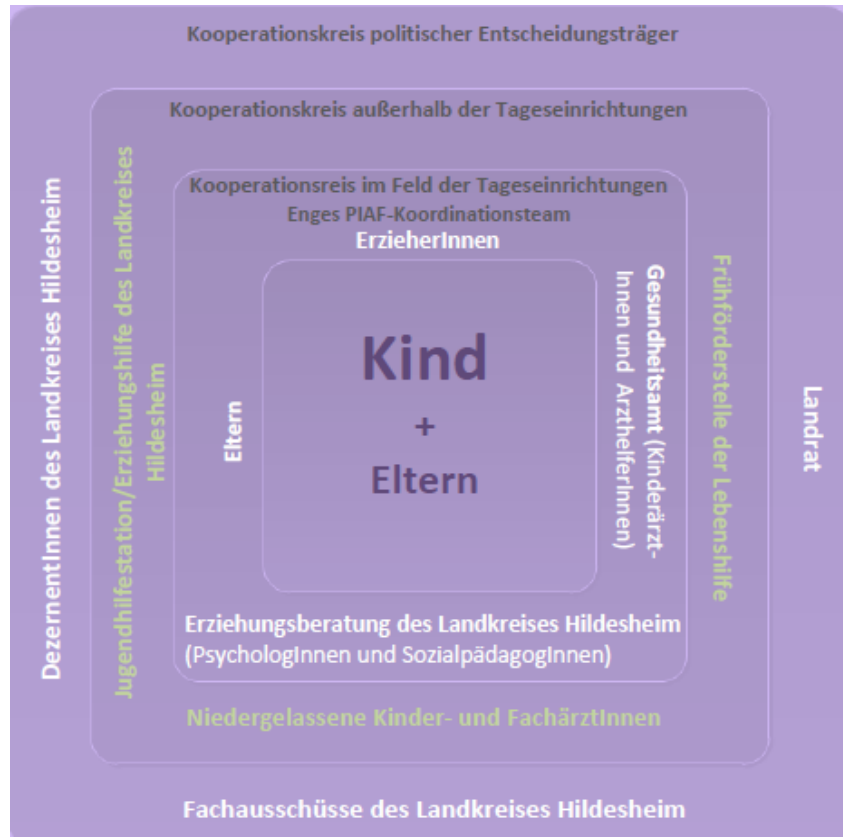 Kooperationskreis politischer Entscheidungsträger
Kooperationskreis außerhalb der Tageseinrichtungen
Kooperationsreis im Feld der Tageseinrichtungen
Enges PIAF-Koordinationsteam
ErzieherInnen
DezernentInnen des Landkreises Hildesheim
Jugendhilfestation/Erziehungshilfe des Landkreises
Hildesheim
Eltern
Kind
+
Eltern
Gesundheitsamt (Kinderärzt-
Innen und ArzthelferInnen)
Frühförderstelle der Lebenshilfe
Landrat
Erziehungsberatung des Landkreises Hildesheim
(PsychologInnen und SozialpädagogInnen)
Niedergelassene Kinder- und FachärztInnen
Fachausschüsse des Landkreises Hildesheim